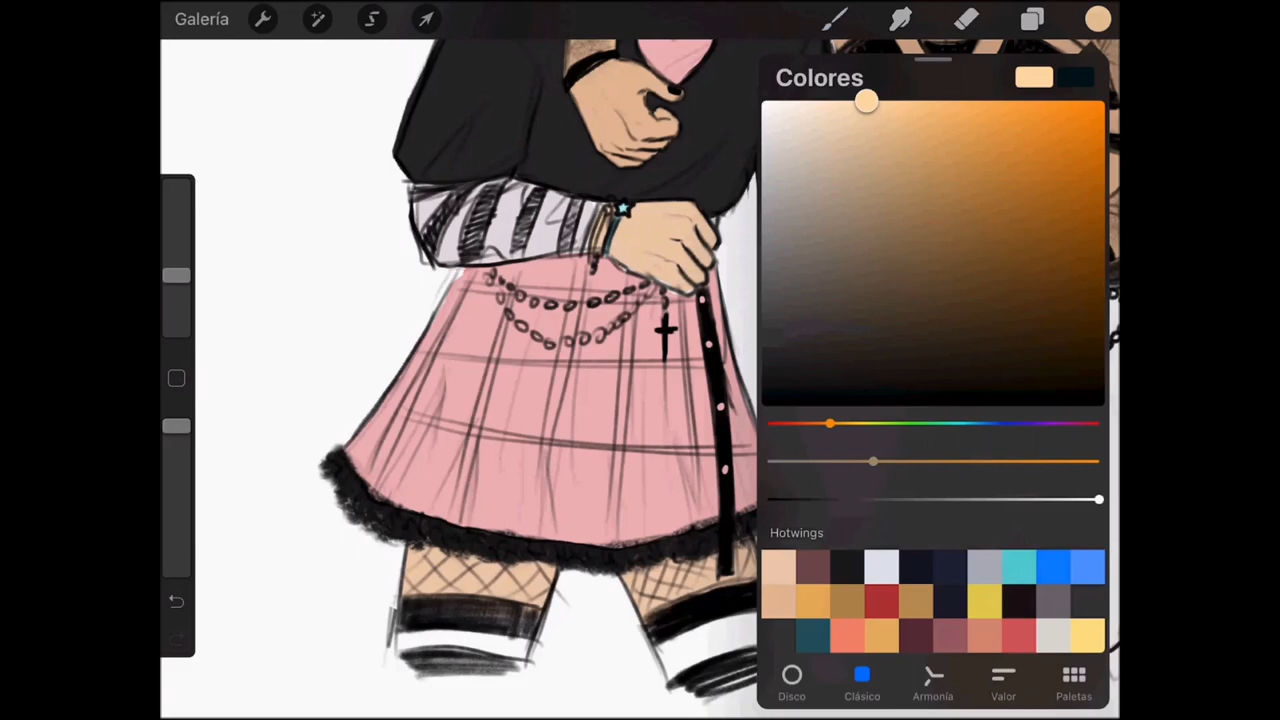 Galería
Colores
Hotwings
Disco
Clásico
Armonía
Valor
Paletas